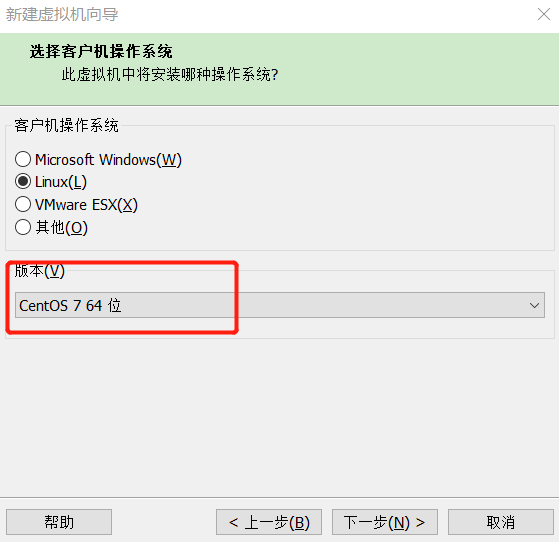 新建虚拟机向导
选择客户机操作系统
此虚拟机中将安装哪种操作系统?
客户机操作系统
Microsoft Windows(W)
Linux(L)
VMware ESX(X)
其他(O)
版本(V)
CentOS 7 64 位
帮助
< 上一步(B)
下一步(N) >
取消